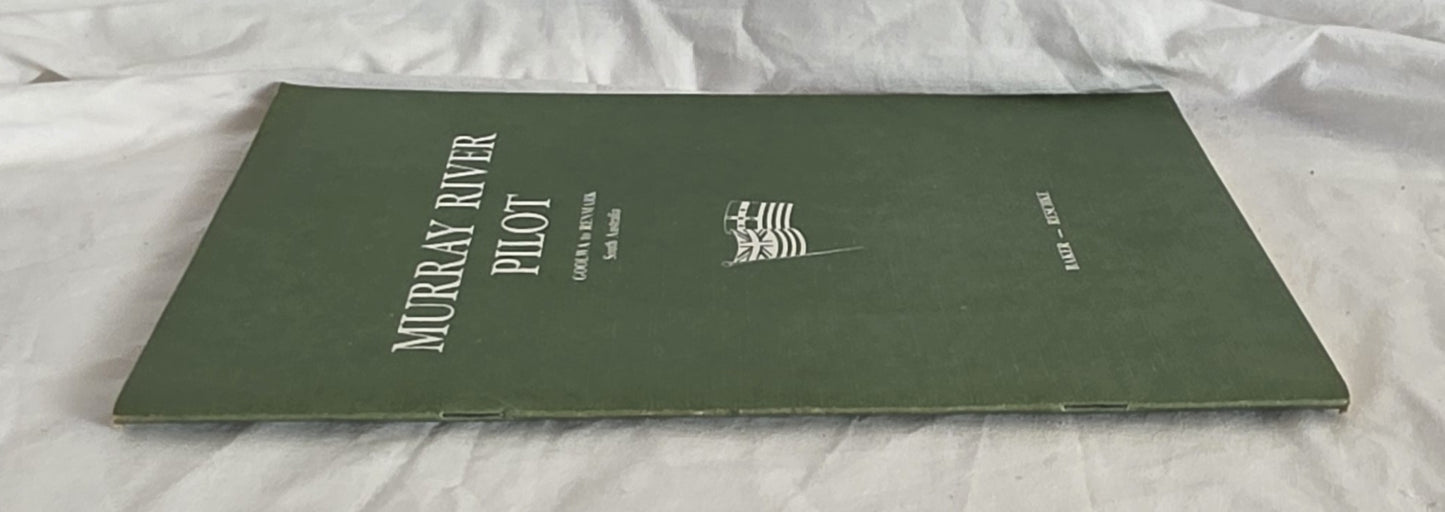 MURRAY RIVER
PILOT
GOOLWA to RENMARK
South Australia
BAKER — RESCHKE